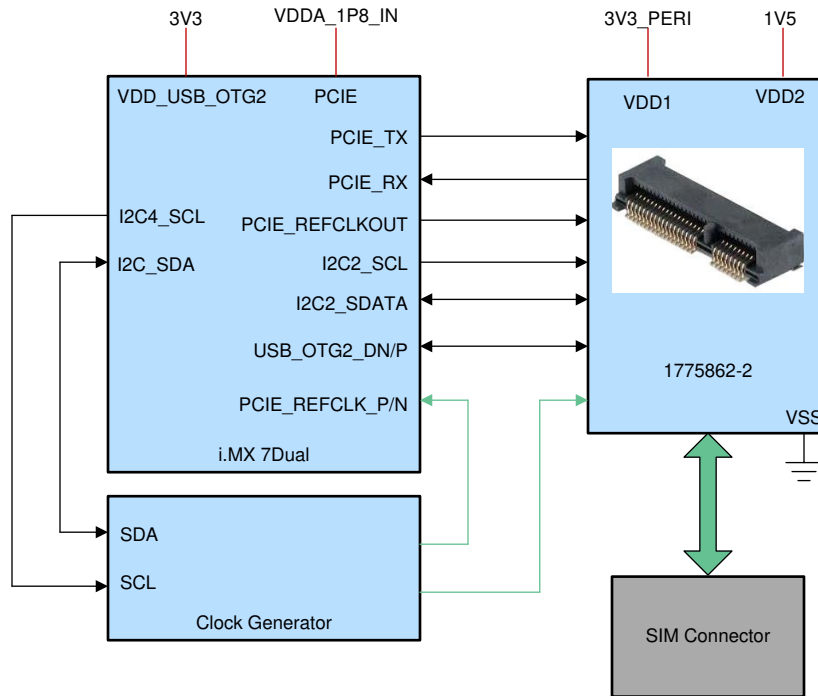 3V3
VDDA_1P8_IN
3V3_PERI
1V5
VDD_USB_OTG2
PCIE
VDD1
VDD2
PCIE_TX
PCIE_RX
I2C4_SCL
PCIE_REFCLKOUT
I2C_SDA
I2C2_SCL
I2C2_SDATA
USB_OTG2_DN/P
1775862-2
PCIE_REFCLK_P/N
VSS
i.MX 7Dual
SDA
SCL
Clock Generator
SIM Connector